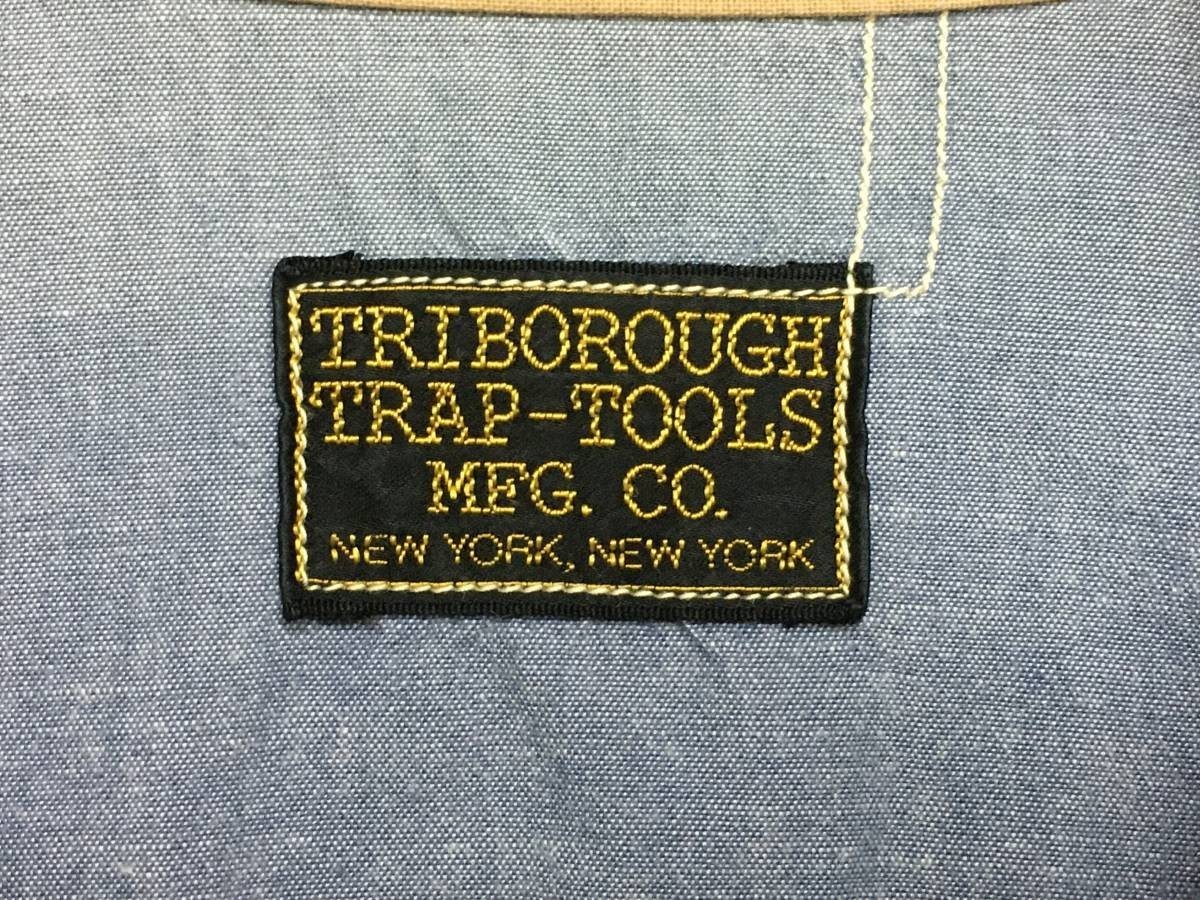 TRIBOROUGH
TRAP-TOOLS
MFG. CO.
NEW YORK, NEW YORK